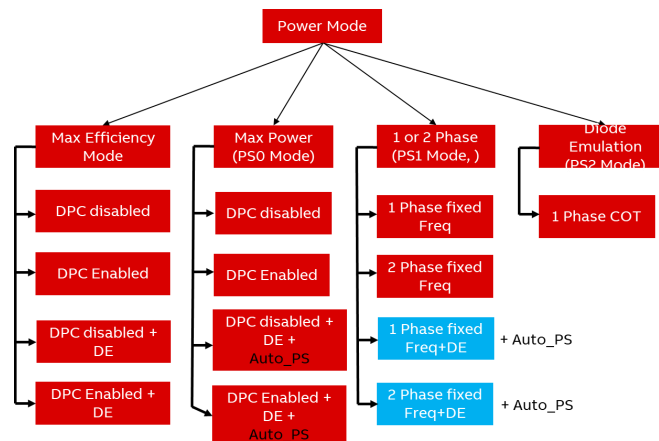 Power Mode
Max Efficiency
Mode
DPC disabled
DPC Enabled
DPC disabled +
DE
DPC Enabled +
DE
Max Power
(PS0 Mode)
DPC disabled
DPC Enabled
DPC disabled +
DE +
Auto_PS
DPC Enabled +
DE +
Auto_PS
1 or 2 Phase
(PS1 Mode, )
1 Phase fixed
Freq
2 Phase fixed
Freq
1 Phase fixed
Freq+DE
+ Auto_PS
2 Phase fixed
Freq+DE
+ Auto_PS
Diode
Emulation
(PS2 Mode)
1 Phase COT